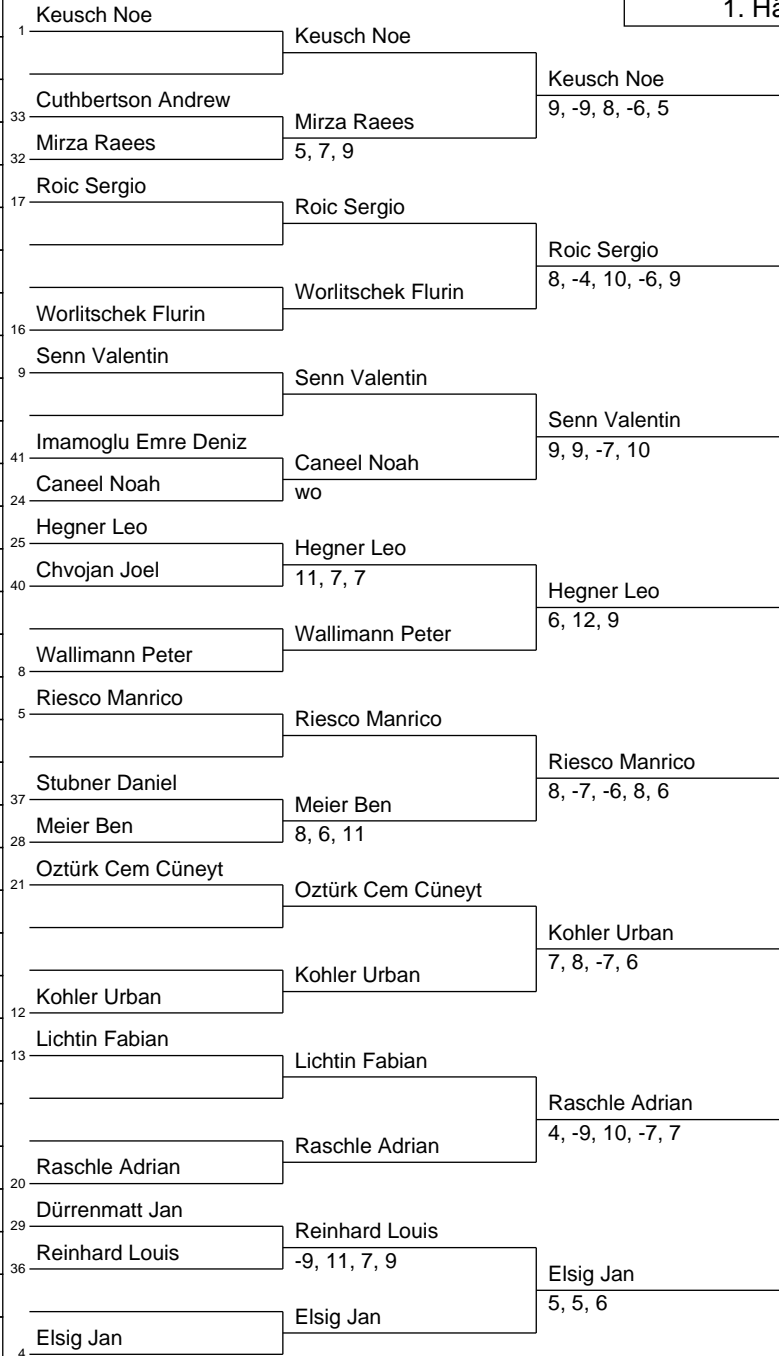 1. Hä
1 Keusch Noe
33 Cuthbertson Andrew
32 Mirza Raees
17 Roic Sergio
16 Worlitschek Flurin
9 Senn Valentin
41 Imamoglu Emre Deniz
24 Caneel Noah
25 Hegner Leo
40 Chvojan Joel
8 Wallimann Peter
5 Riesco Manrico
37 Stubner Daniel
28 Meier Ben
21 Oztürk Cem Cüneyt
12 Kohler Urban
13 Lichtin Fabian
20 Raschle Adrian
29 Dürrenmatt Jan
36 Reinhard Louis
4 Elsig Jan
Keusch Noe
Mirza Raees
5, 7, 9
Roic Sergio
Worlitschek Flurin
Senn Valentin
Caneel Noah
wo
Hegner Leo
11, 7, 7
Wallimann Peter
Riesco Manrico
Meier Ben
8, 6, 11
Oztürk Cem Cüneyt
Kohler Urban
Lichtin Fabian
Raschle Adrian
Reinhard Louis
-9, 11, 7, 9
Elsig Jan
Keusch Noe
9, -9, 8, -6, 5
Roic Sergio
8, -4, 10, -6, 9
Senn Valentin
9, 9, -7, 10
Hegner Leo
6, 12, 9
Riesco Manrico
8, -7, -6, 8, 6
Kohler Urban
7, 8, -7, 6
Raschle Adrian
4, -9, 10, -7, 7
Elsig Jan
5, 5, 6